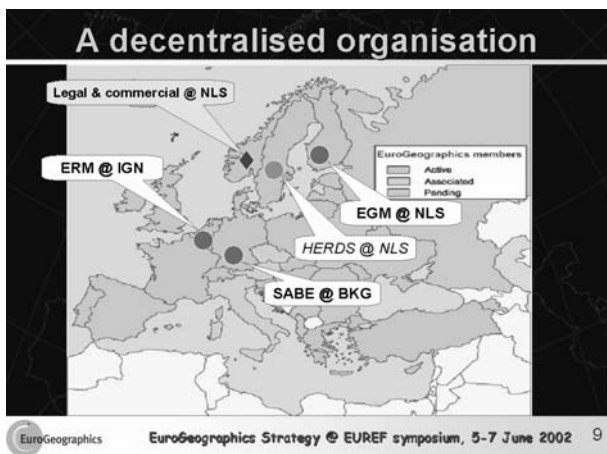 A decentralised organisation
Legal & commercial @ NLS
EuroGeographics members
Active
Associated
Pending
ERM @ IGN
EGM @ NLS
HERDS @ NLS
SABE @ BKG
EuroGeographics
EuroGeographics Strategy @ EUREF symposium, 5-7 June 2002
9